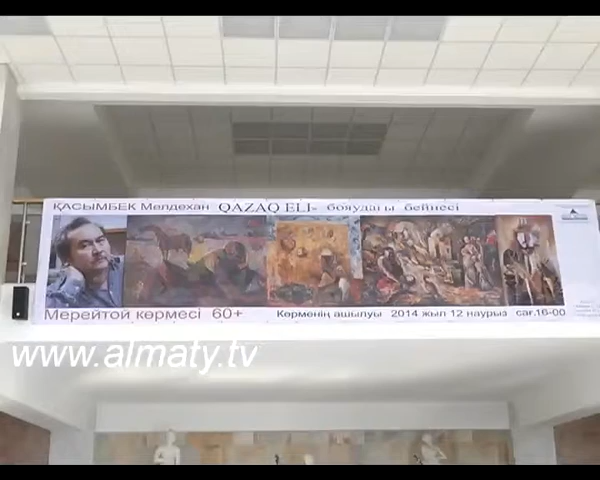 ҚАСЫМБЕК Мелдехан QAZAQ ELI- бояудағы бейнесі
Мерейтой көрмесі 60+ Көрменің ашылуы 2014 жыл 12 наурыз сағ.16-00
www.almaty.tv